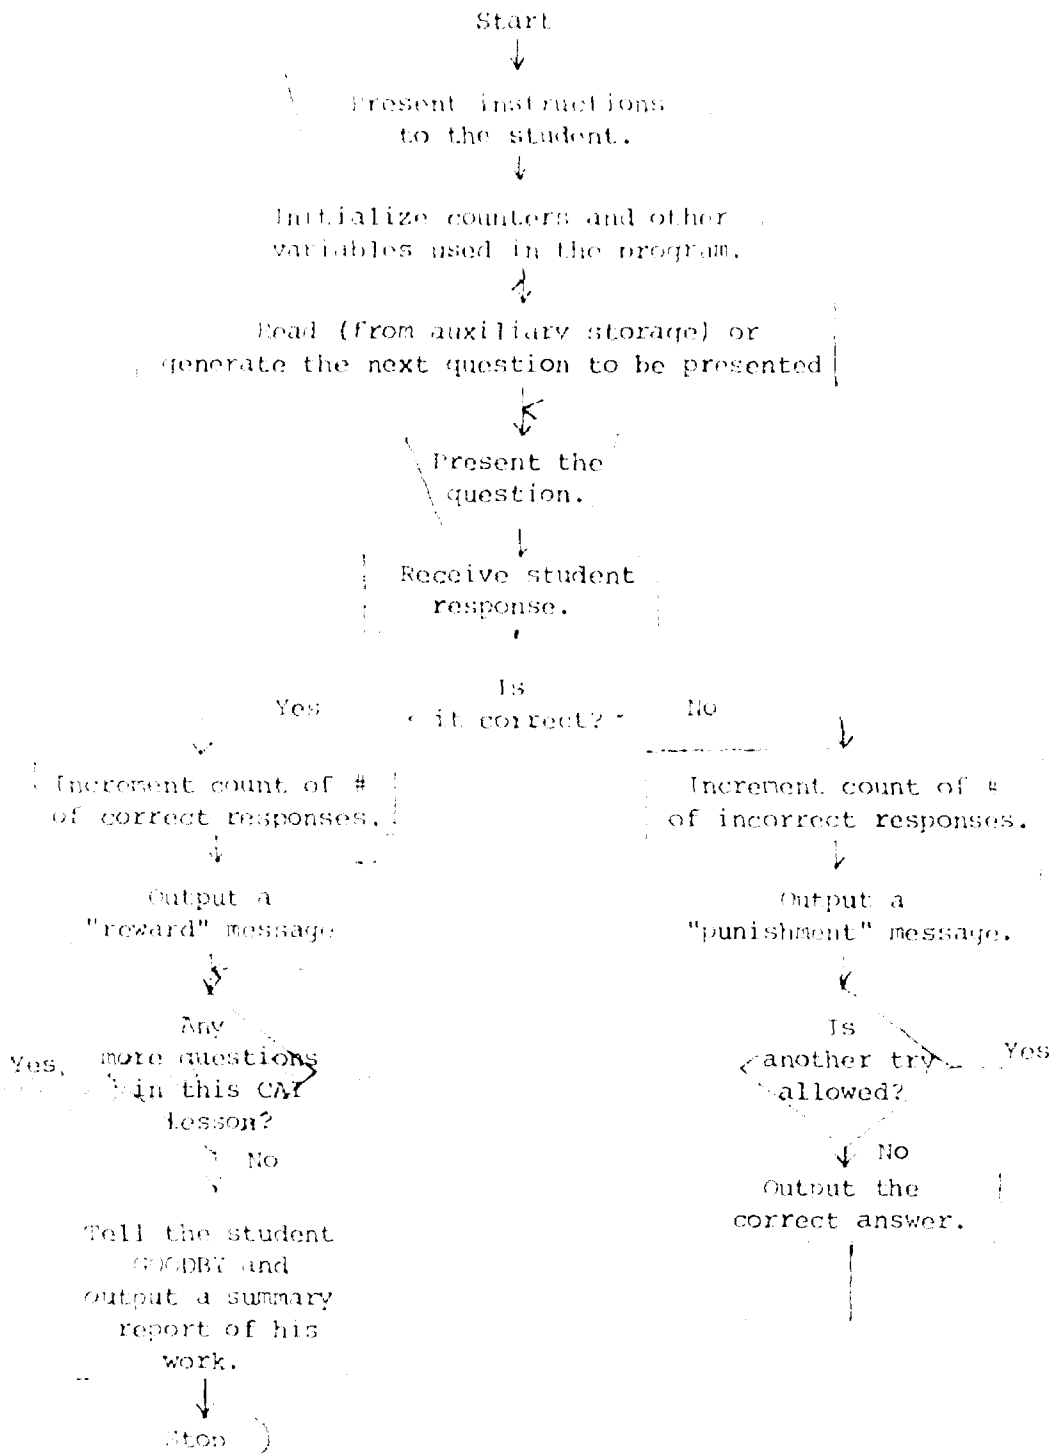 Start
Present instructions
to the student.
Initialize counters and other
variables used in the program.
Read (from auxiliary storage) or
generate the next question to be presented
Present the
question.
Receive student
response.
Is
it correct?
Yes
No
Increment count of #
of correct responses.
Increment count of #
of incorrect responses.
Output a
"reward" message
Output a
"punishment" message.
Any
more questions
in this CAI
lesson?
Yes
No
Is
another try
allowed?
Yes
No
Output the
correct answer.
Tell the student
GOODBY and
output a summary
report of his
work.
Stop